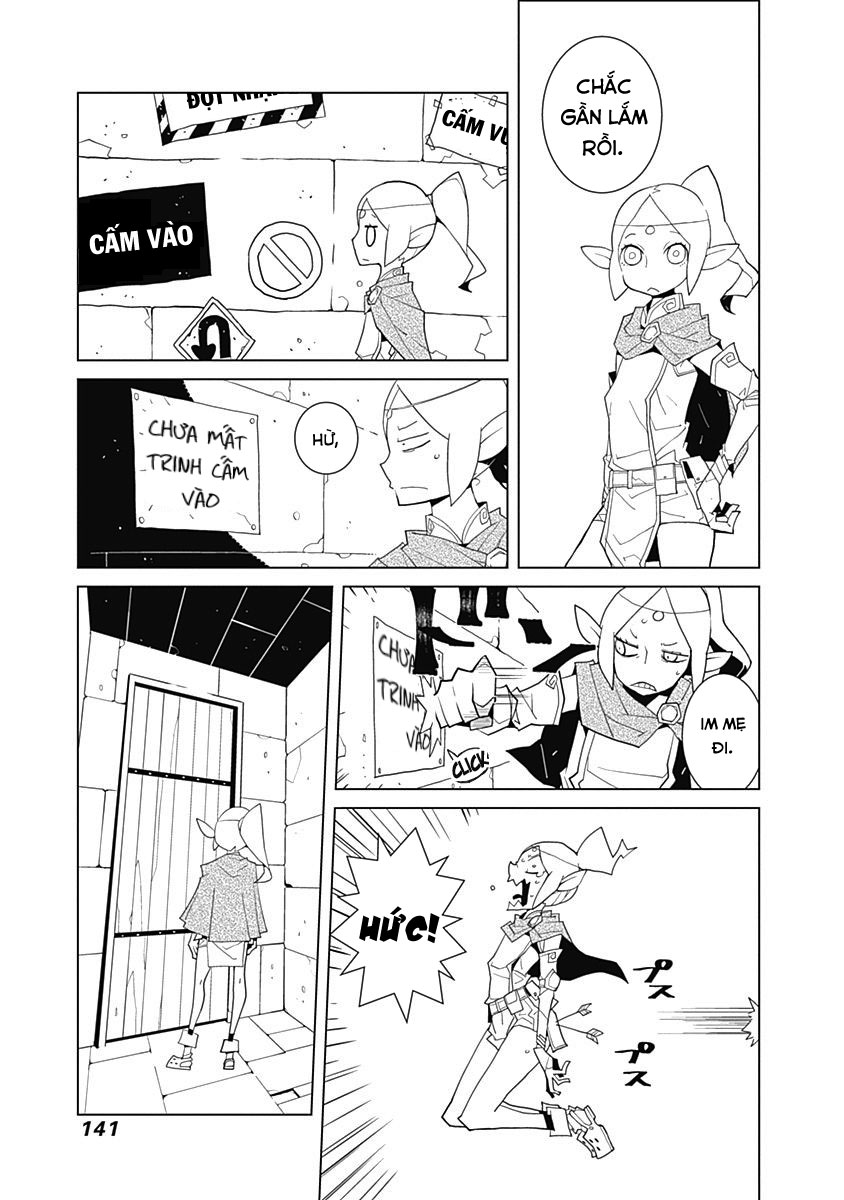 CHẮC
GẦN LẮM
RỒI.
ĐỘT NHẬ
CẤM VÀO
CẤM VÙ
CHƯA MẤT
TRINH CẤM
VÀO
HỪ,
CHƯA
TRINH
VÀO
CLICK!
IM MẸ
ĐI.
HỨC!
プス
プス
141